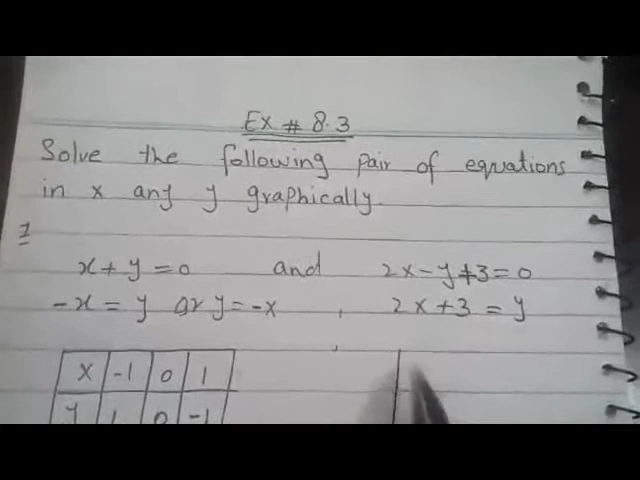 Ex # 8.3
Solve the following pair of equations
in x any y graphically
1
x + y = 0 and 2x - y + 3 = 0
-x = y or y = -x , 2x + 3 = y
x -1 0 1
y 1 0 -1